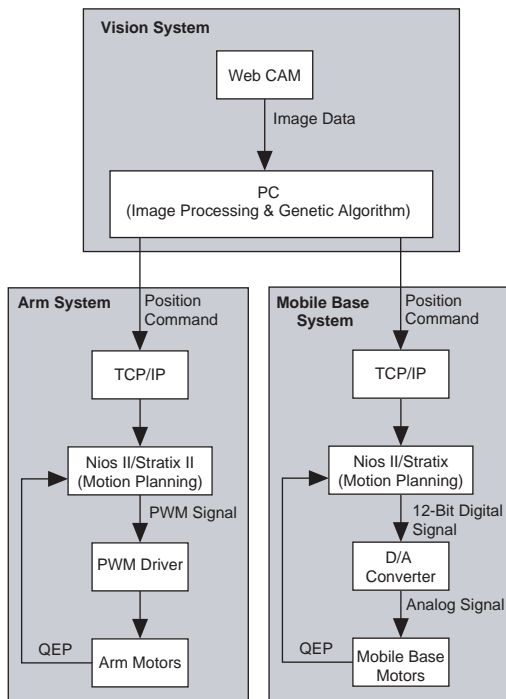 Vision System
Web CAM
Image Data
PC
(Image Processing & Genetic Algorithm)
Arm System
Position
Command
TCP/IP
Nios II/Stratix II
(Motion Planning)
PWM Signal
PWM Driver
QEP
Arm Motors
Mobile Base
System
Position
Command
TCP/IP
Nios II/Stratix
(Motion Planning)
12-Bit Digital
Signal
D/A
Converter
Analog Signal
QEP
Mobile Base
Motors